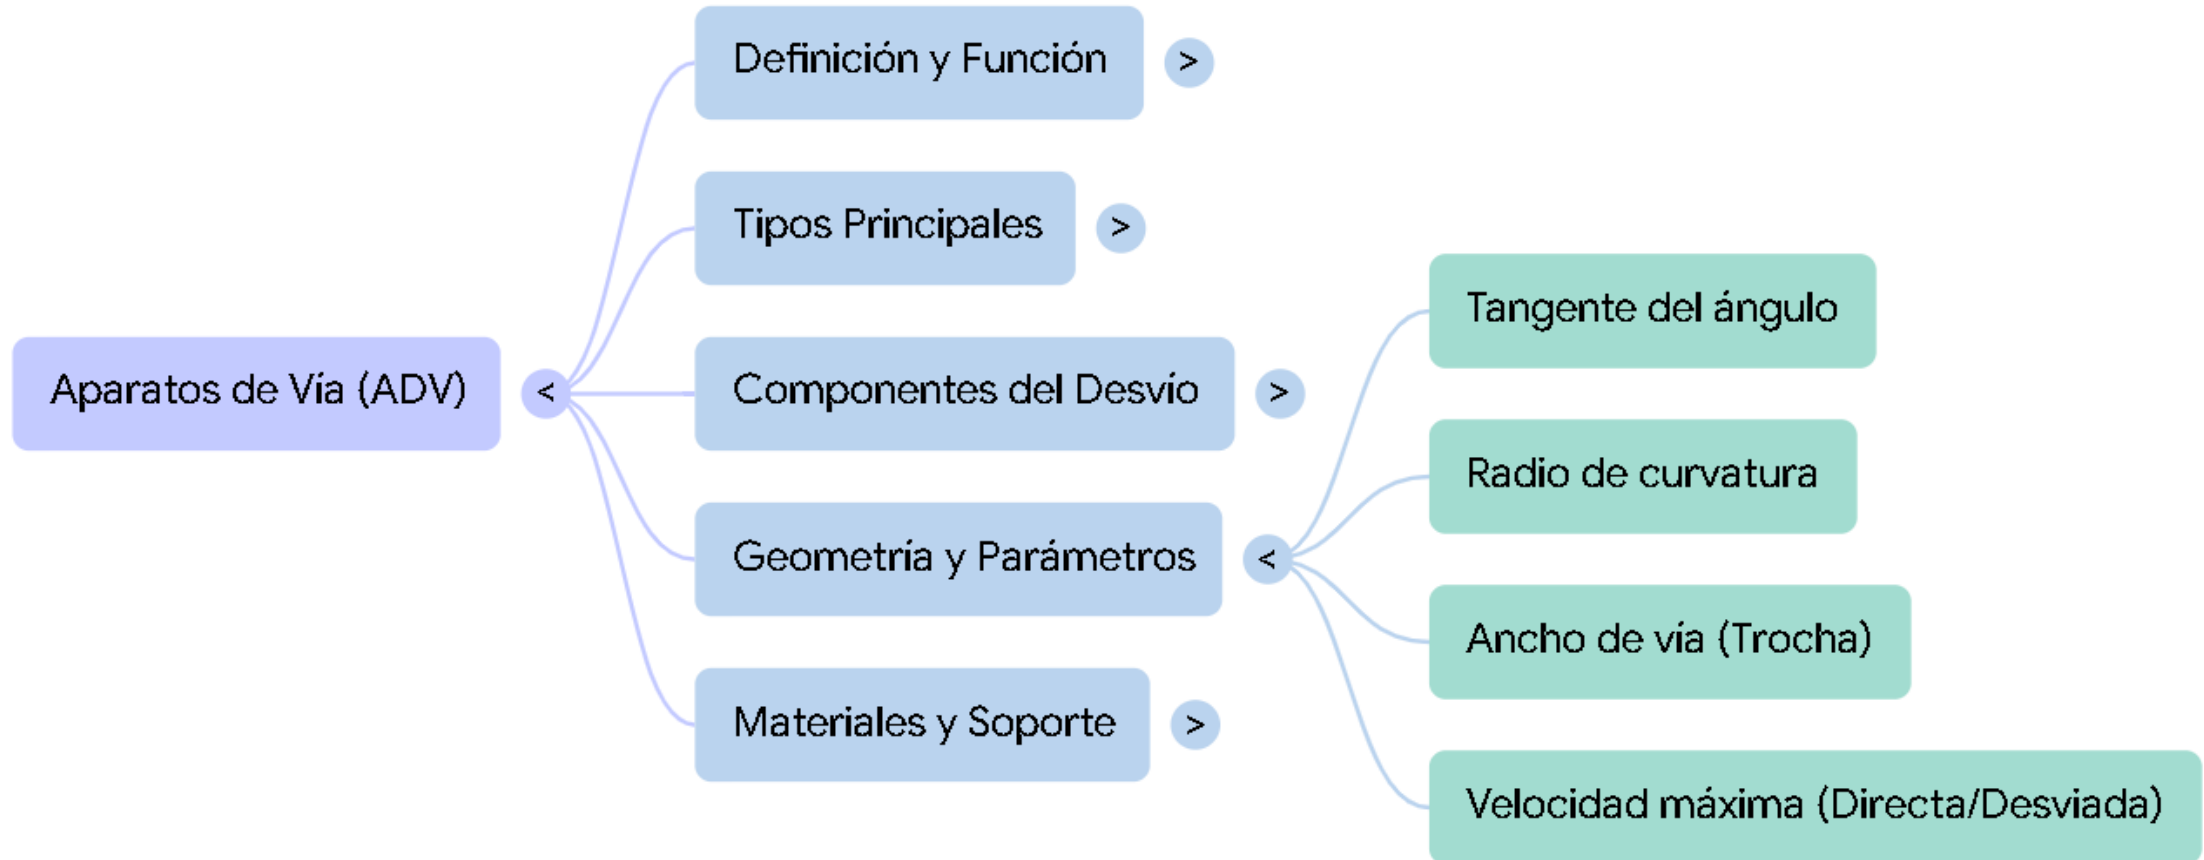 Aparatos de Vía (ADV)
<
Definición y Función
>
Tipos Principales
>
Componentes del Desvío
>
Geometría y Parámetros
<
Tangente del ángulo
Radio de curvatura
Ancho de vía (Trocha)
Velocidad máxima (Directa/Desviada)
Materiales y Soporte
>